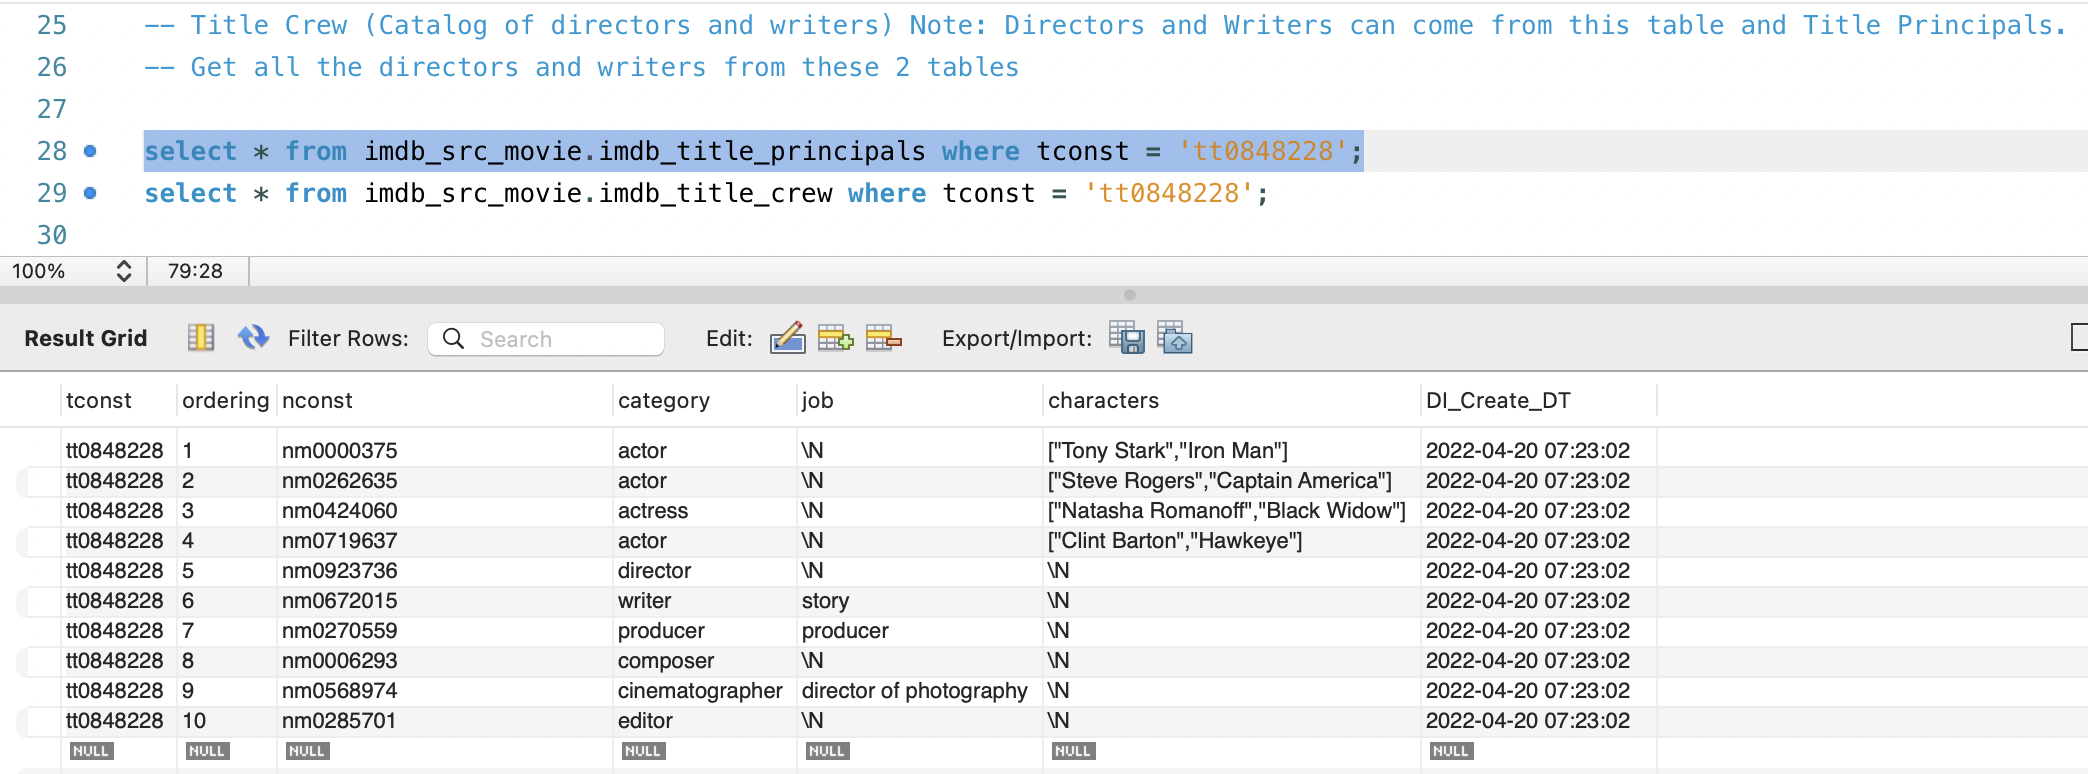 25 -- Title Crew (Catalog of directors and writers) Note: Directors and Writers can come from this table and Title Principals.
26 -- Get all the directors and writers from these 2 tables
27
28 select * from imdb_src_movie.imdb_title_principals where tconst = 'tt0848228';
29 select * from imdb_src_movie.imdb_title_crew where tconst = 'tt0848228';
30
100% 79:28
Result Grid Filter Rows: Search Edit: Export/Import:
tconst ordering nconst category job characters DI_Create_DT
tt0848228 1 nm0000375 actor \N ["Tony Stark","Iron Man"] 2022-04-20 07:23:02
tt0848228 2 nm0262635 actor \N ["Steve Rogers","Captain America"] 2022-04-20 07:23:02
tt0848228 3 nm0424060 actress \N ["Natasha Romanoff","Black Widow"] 2022-04-20 07:23:02
tt0848228 4 nm0719637 actor \N ["Clint Barton","Hawkeye"] 2022-04-20 07:23:02
tt0848228 5 nm0923736 director \N \N 2022-04-20 07:23:02
tt0848228 6 nm0672015 writer story \N 2022-04-20 07:23:02
tt0848228 7 nm0270559 producer producer \N 2022-04-20 07:23:02
tt0848228 8 nm0006293 composer \N \N 2022-04-20 07:23:02
tt0848228 9 nm0568974 cinematographer director of photography \N 2022-04-20 07:23:02
tt0848228 10 nm0285701 editor \N \N 2022-04-20 07:23:02
NULL NULL NULL NULL NULL NULL NULL